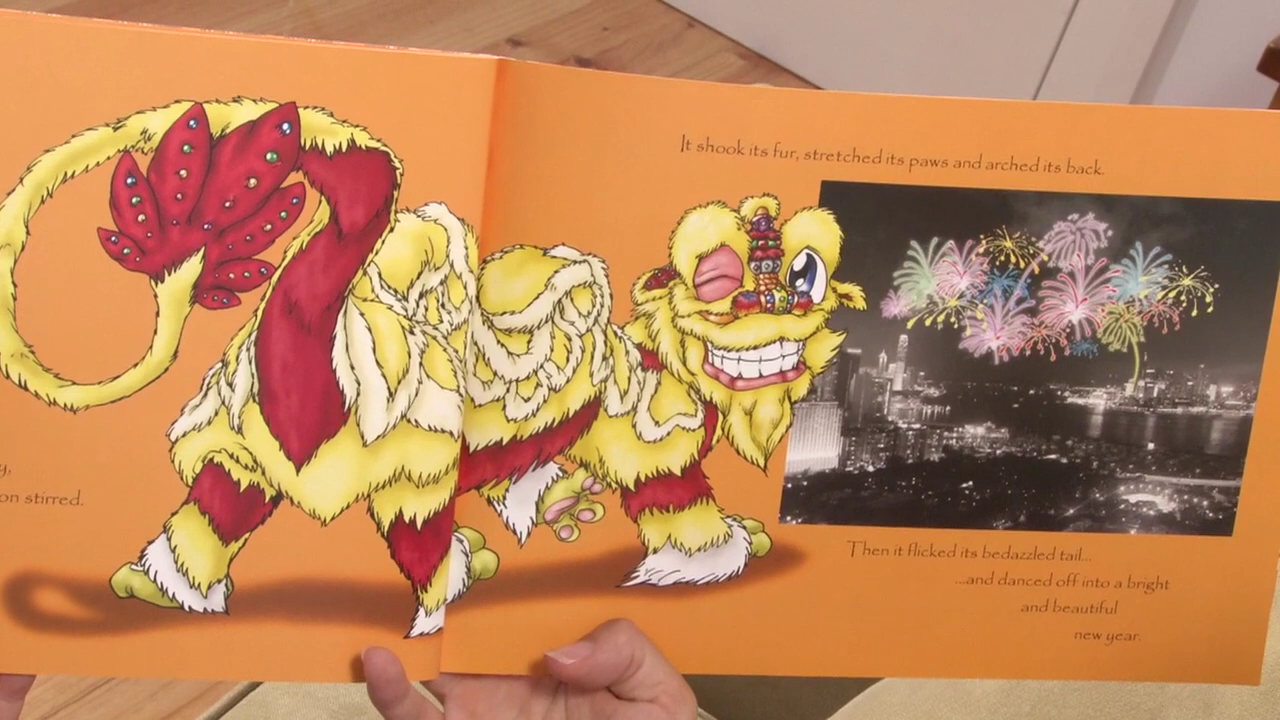 on stirred.
It shook its fur, stretched its paws and arched its back.
Then it flicked its bedazzled tail...
...and danced off into a bright
and beautiful
new year.